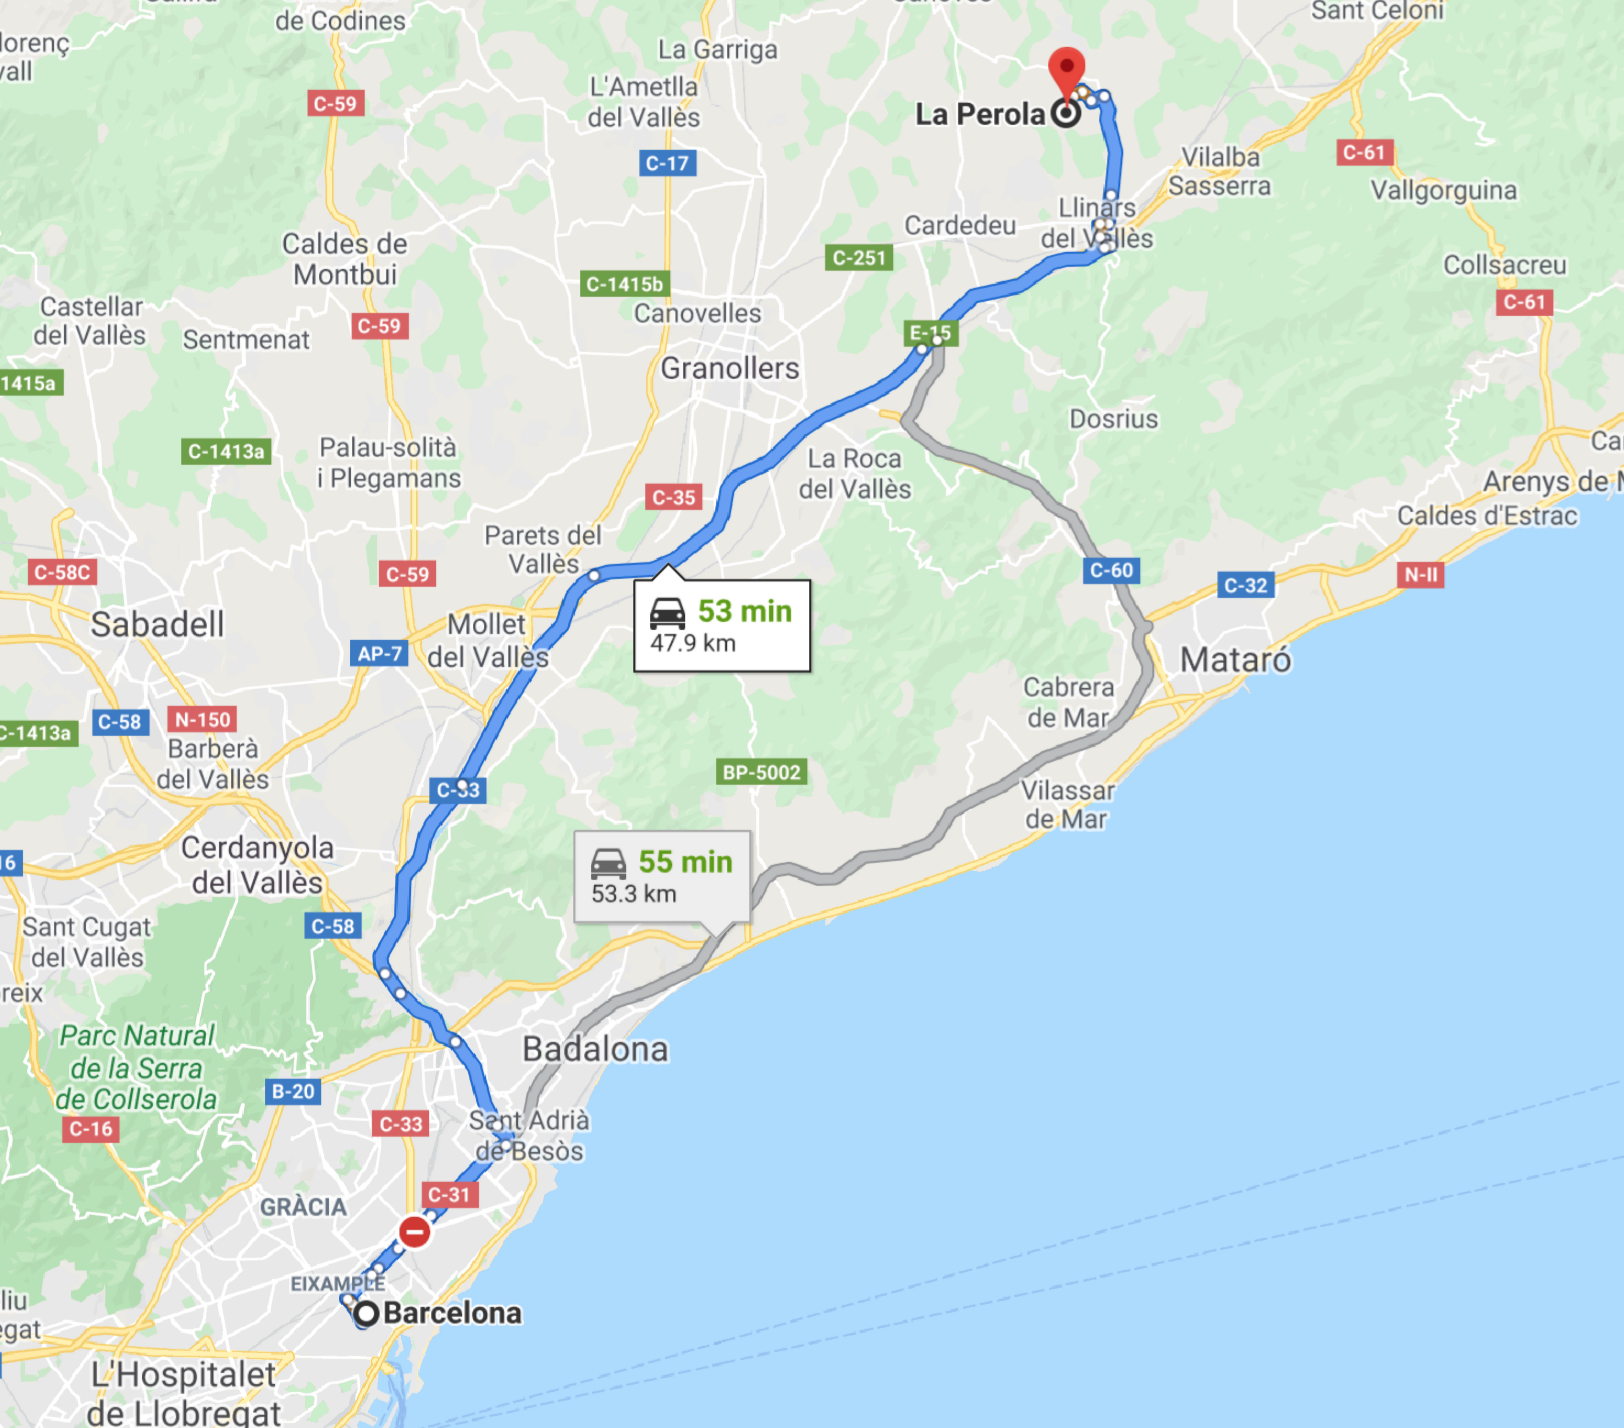 de Codines
La Garriga
Sant Celoni
L'Ametlla
del Vallès
C-59
La Perola
C-17
C-61
Vilalba
Sasserra
Vallgorguina
Llinars
del Vallès
Cardedeu
Caldes de
Montbui
C-251
Collsacreu
C-1415b
C-61
Castellar
del Vallès
Canovelles
C-59
Sentmenat
E-15
Granollers
1415a
Dosrius
C-1413a
Palau-solità
i Plegamans
La Roca
del Vallès
Arenys de
C-35
Caldes d'Estrac
Parets del
Vallès
C-58C
C-59
C-60
C-32
N-II
53 min
47.9 km
Sabadell
Mollet
del Vallès
AP-7
Mataró
Cabrera
de Mar
C-58
N-150
C-1413a
Barberà
del Vallès
BP-5002
C-33
Vilassar
de Mar
Cerdanyola
del Vallès
16
55 min
53.3 km
C-58
Sant Cugat
del Vallès
reix
Parc Natural
de la Serra
de Collserola
Badalona
B-20
C-16
C-33
Sant Adrià
de Besòs
C-31
GRÀCIA
EIXAMPLE
Barcelona
liu
egat
L'Hospitalet
de Llobregat